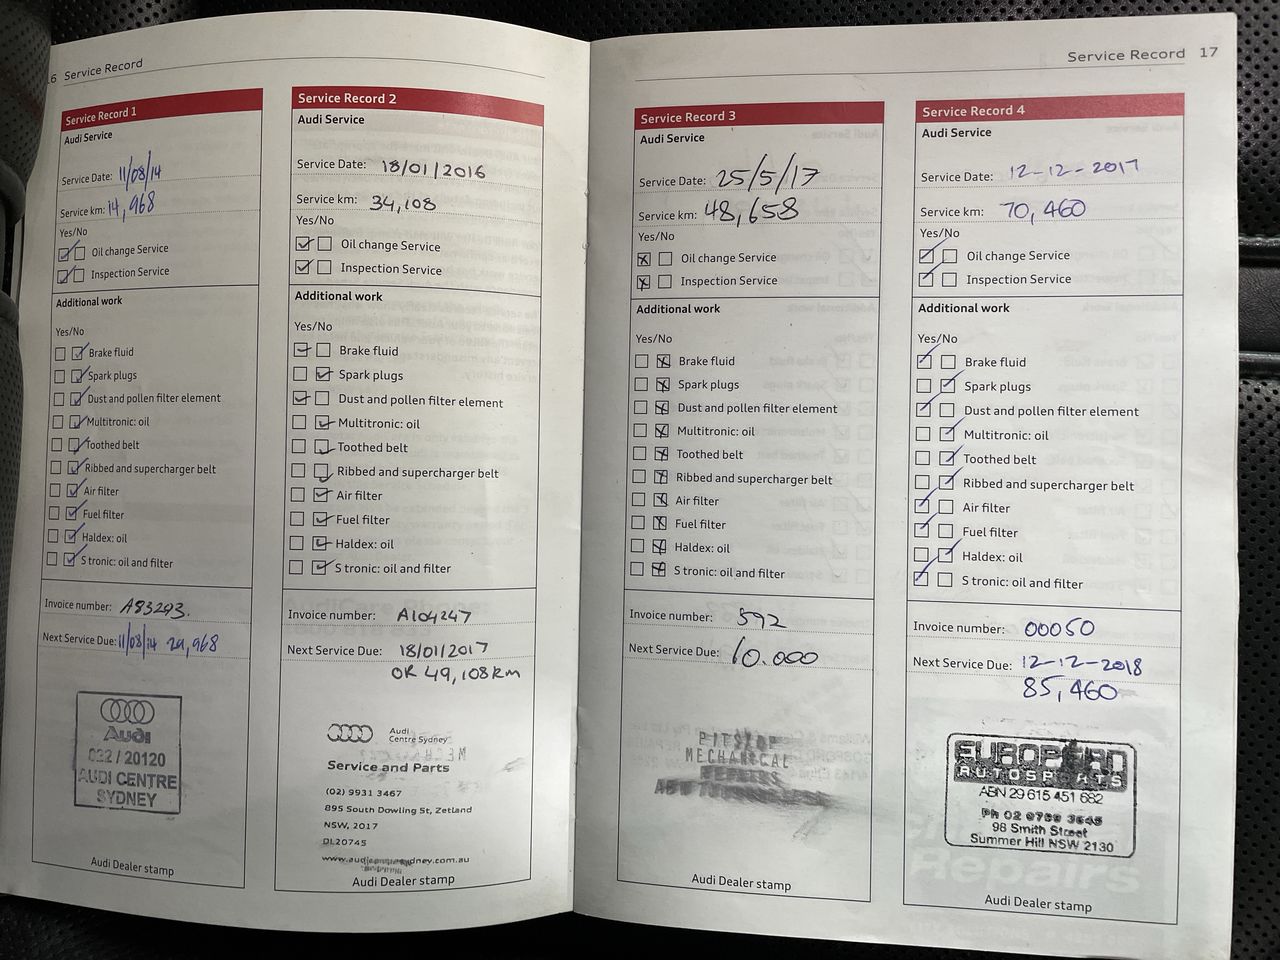 6 Service Record
Service Record 1
Audi Service
Service Date: 11/08/14
Service km: 14,968
Yes/No
Oil change Service
Inspection Service
Additional work
Yes/No
Brake fluid
Spark plugs
Dust and pollen filter element
Multitronic: oil
Toothed belt
Ribbed and supercharger belt
Air filter
Fuel filter
Haldex: oil
S tronic: oil and filter
Invoice number: A83293.
Next Service Due: 11/08/14 29,968
Audi
032 / 20120
AUDI CENTRE
SYDNEY
Audi Dealer stamp
Service Record 2
Audi Service
Service Date: 18/01/2016
Service km: 34,108
Yes/No
Oil change Service
Inspection Service
Additional work
Yes/No
Brake fluid
Spark plugs
Dust and pollen filter element
Multitronic: oil
Toothed belt
Ribbed and supercharger belt
Air filter
Fuel filter
Haldex: oil
S tronic: oil and filter
Invoice number: A104247
Next Service Due: 18/01/2017
OR 49,108km
Audi
Centre Sydney
Service and Parts
(02) 9931 3467
895 South Dowling St, Zetland
NSW, 2017
DL20745
Audi Dealer stamp
Service Record 17
Service Record 3
Audi Service
Service Date: 25/5/17
Service km: 48,658
Yes/No
Oil change Service
Inspection Service
Additional work
Yes/No
Brake fluid
Spark plugs
Dust and pollen filter element
Multitronic: oil
Toothed belt
Ribbed and supercharger belt
Air filter
Fuel filter
Haldex: oil
S tronic: oil and filter
Invoice number: 592
Next Service Due: 10.000
PITSTOP
MECHANICAL
REPAIRS
Audi Dealer stamp
Service Record 4
Audi Service
Service Date: 12-12-2017
Service km: 70,460
Yes/No
Oil change Service
Inspection Service
Additional work
Yes/No
Brake fluid
Spark plugs
Dust and pollen filter element
Multitronic: oil
Toothed belt
Ribbed and supercharger belt
Air filter
Fuel filter
Haldex: oil
S tronic: oil and filter
Invoice number: 00050
Next Service Due: 12-12-2018
85,460
AUTOSPORTS
ABN 29 615 451 682
Ph 02
98 Smith Street
Summer Hill NSW 2130
Audi Dealer stamp